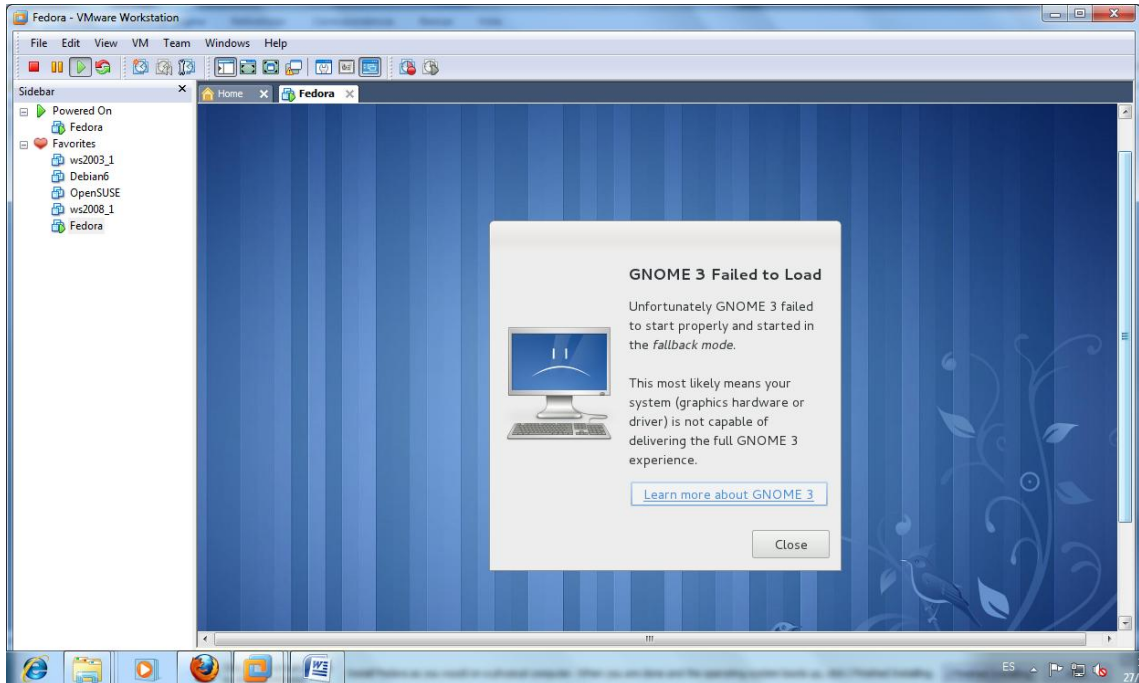 Fedora - VMware Workstation
File Edit View VM Team Windows Help
Sidebar
Home
Fedora
Powered On
Fedora
Favorites
ws2003_1
Debian6
OpenSUSE
ws2008_1
Fedora
GNOME 3 Failed to Load
Unfortunately GNOME 3 failed
to start properly and started in
the fallback mode.
This most likely means your
system (graphics hardware or
driver) is not capable of
delivering the full GNOME 3
experience.
Learn more about GNOME 3
Close
ES
27/